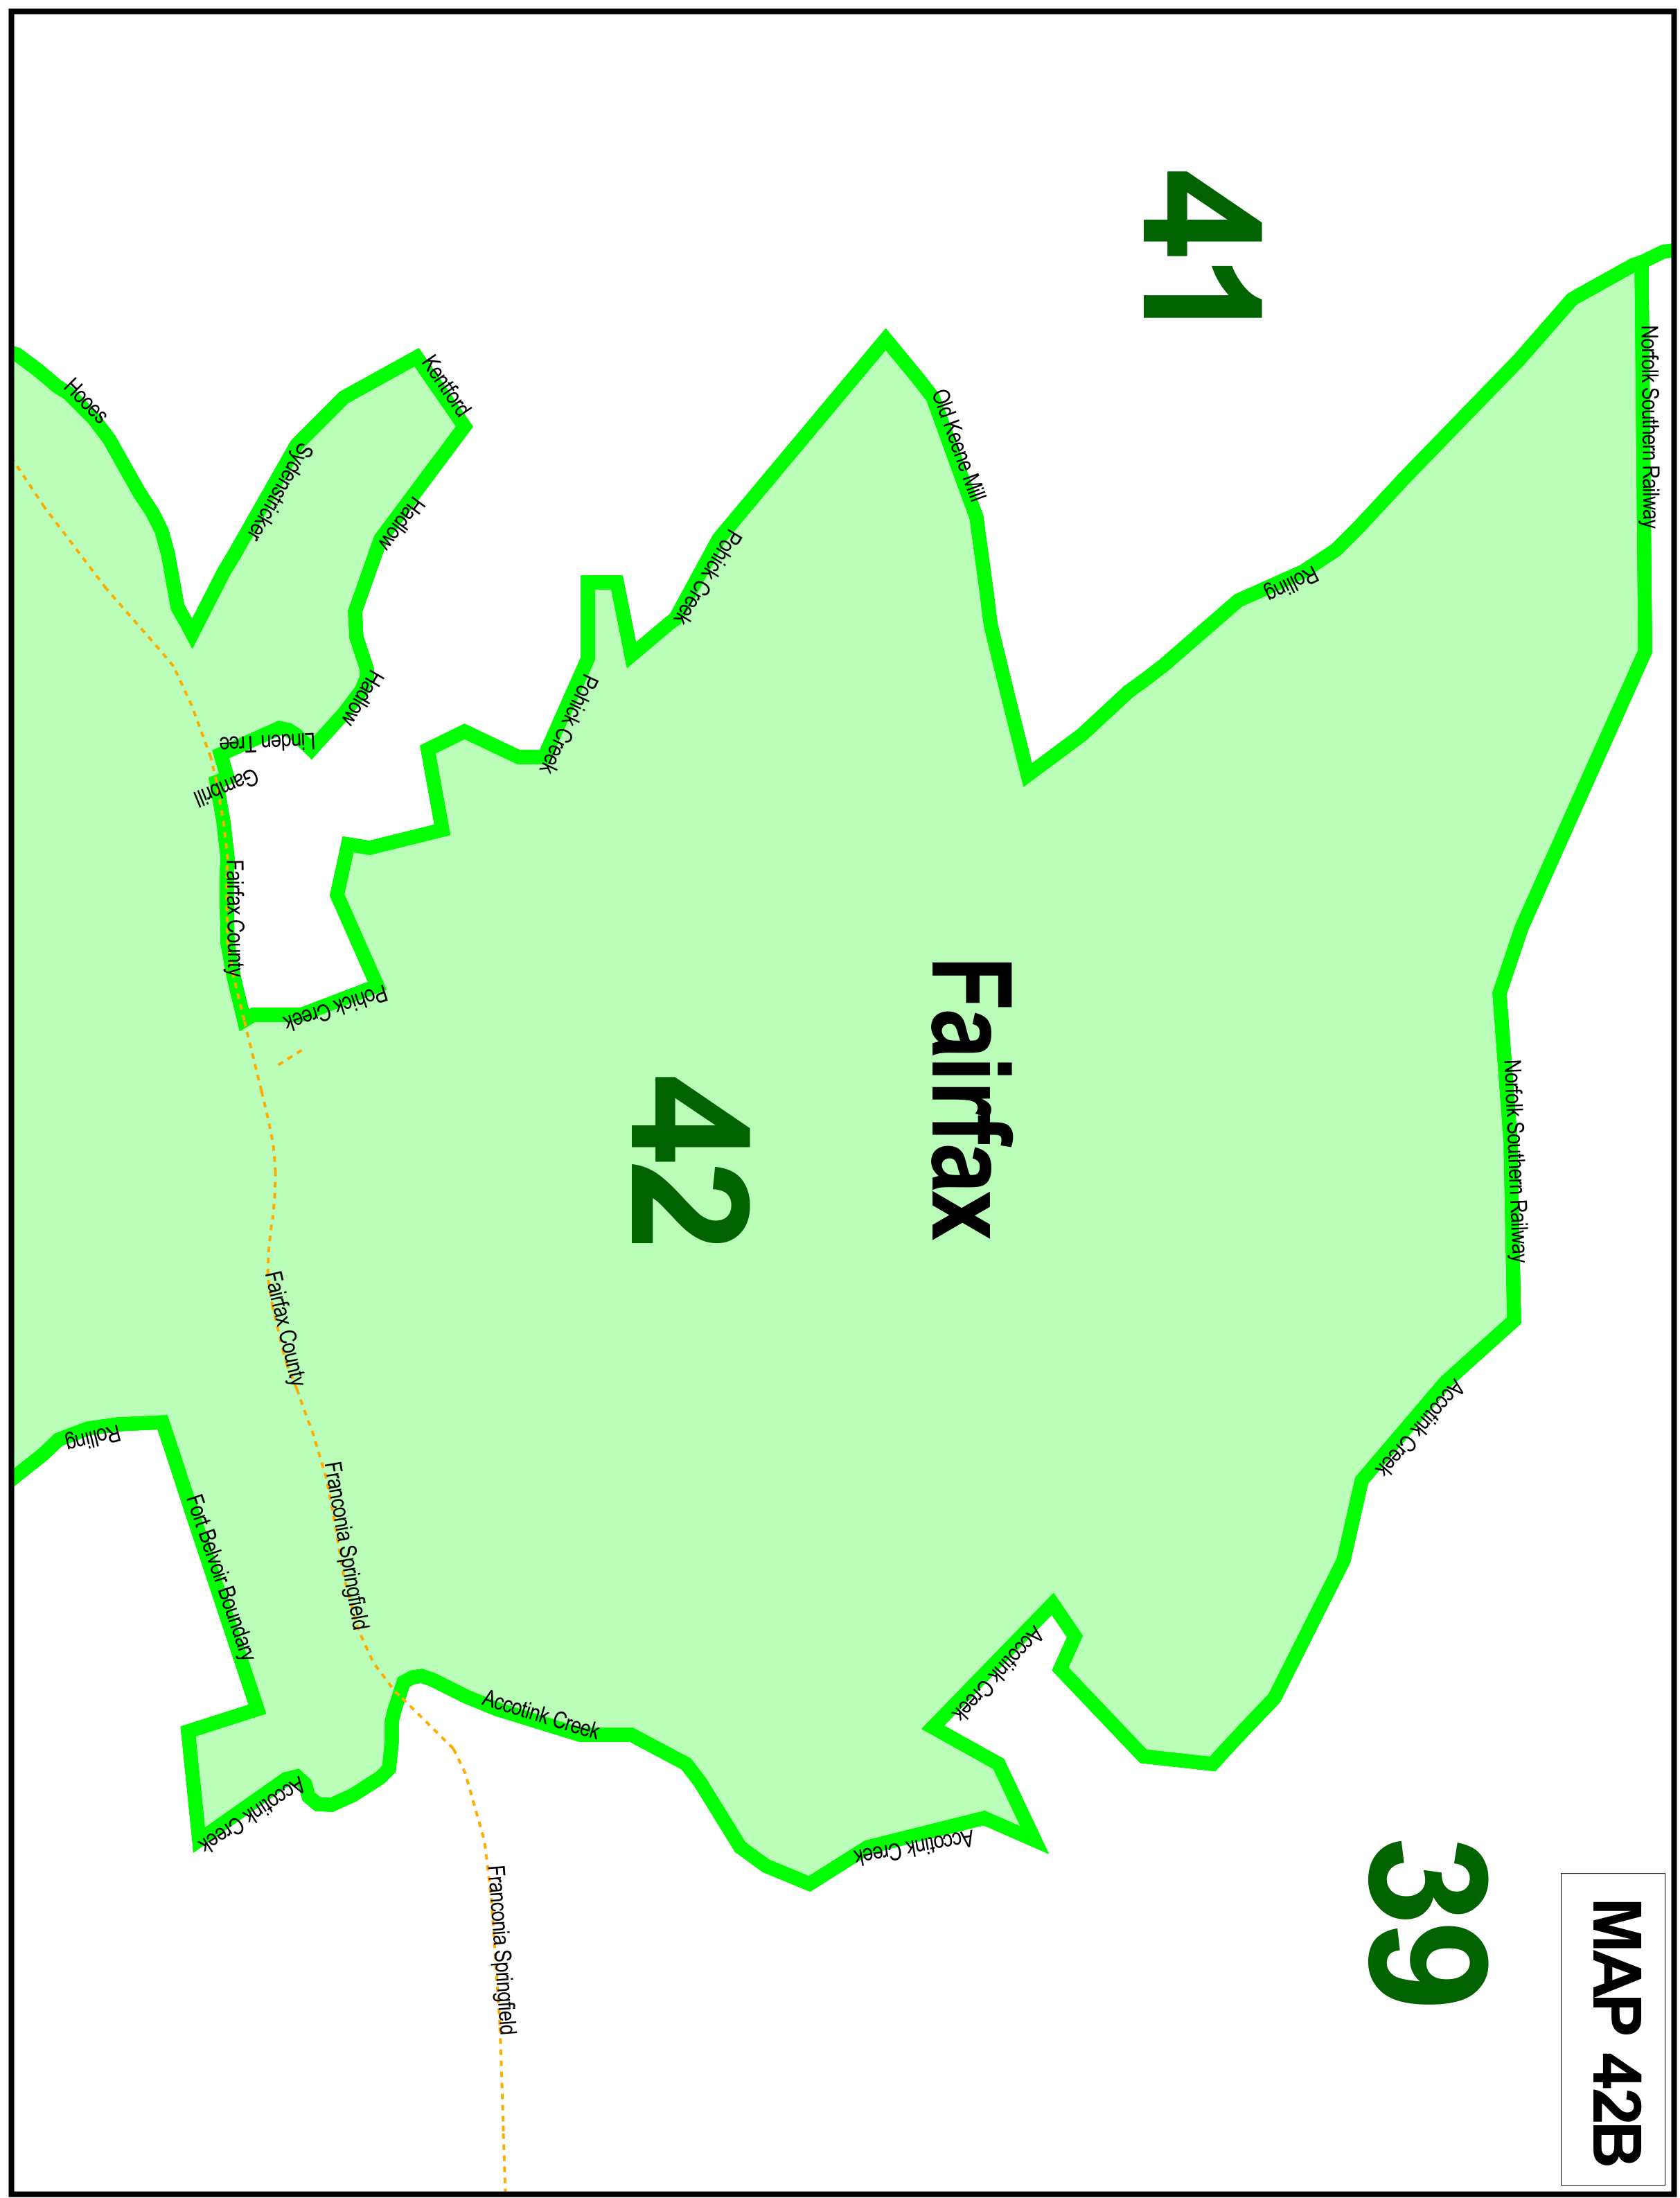 MAP 42B
Norfolk Southern Railway
41
Rolling
Norfolk Southern Railway
Accotink Creek
39
Old Keene Mill
Fairfax
Accotink Creek
Accotink Creek
Pohick Creek
42
Pohick Creek
Accotink Creek
Kentford
Hadlow
Hadlow
Sydenstricker
Hooes
Linden Tree
Gambrill
Fairfax County
Pohick Creek
Fairfax County
Franconia Springfield
Franconia Springfield
Rolling
Fort Belvoir Boundary
Accotink Creek